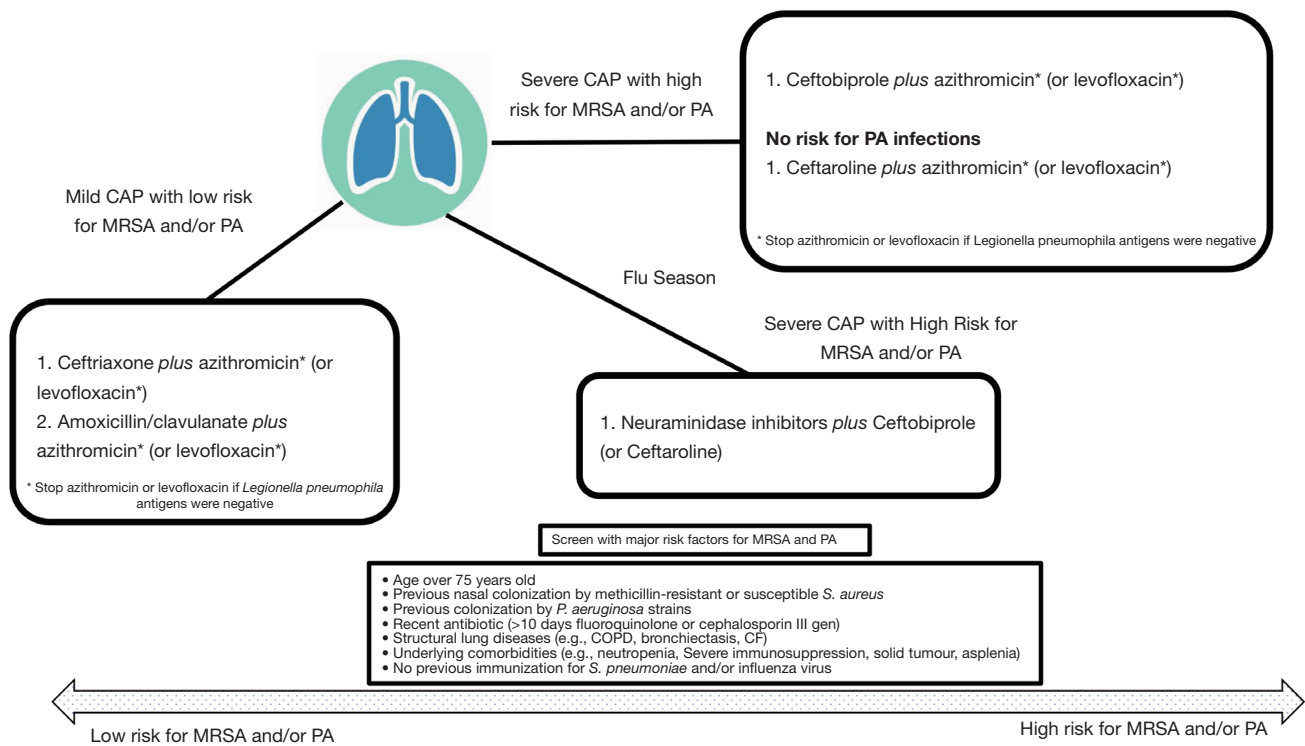 Severe CAP with high
risk for MRSA and/or PA
1. Ceftobiprole plus azithromicin* (or levofloxacin*)
No risk for PA infections
1. Ceftaroline plus azithromicin* (or levofloxacin*)
* Stop azithromicin or levofloxacin if Legionella pneumophila antigens were negative
Mild CAP with low risk
for MRSA and/or PA
1. Ceftriaxone plus azithromicin* (or
levofloxacin*)
2. Amoxicillin/clavulanate plus
azithromicin* (or levofloxacin*)
* Stop azithromicin or levofloxacin if Legionella pneumophila
antigens were negative
Flu Season
Severe CAP with High Risk for
MRSA and/or PA
1. Neuraminidase inhibitors plus Ceftobiprole
(or Ceftaroline)
Screen with major risk factors for MRSA and PA
• Age over 75 years old
• Previous nasal colonization by methicillin-resistant or susceptible S. aureus
• Previous colonization by P. aeruginosa strains
• Recent antibiotic (>10 days fluoroquinolone or cephalosporin III gen)
• Structural lung diseases (e.g., COPD, bronchiectasis, CF)
• Underlying comorbidities (e.g., neutropenia, Severe immunosuppression, solid tumour, asplenia)
• No previous immunization for S. pneumoniae and/or influenza virus
Low risk for MRSA and/or PA
High risk for MRSA and/or PA